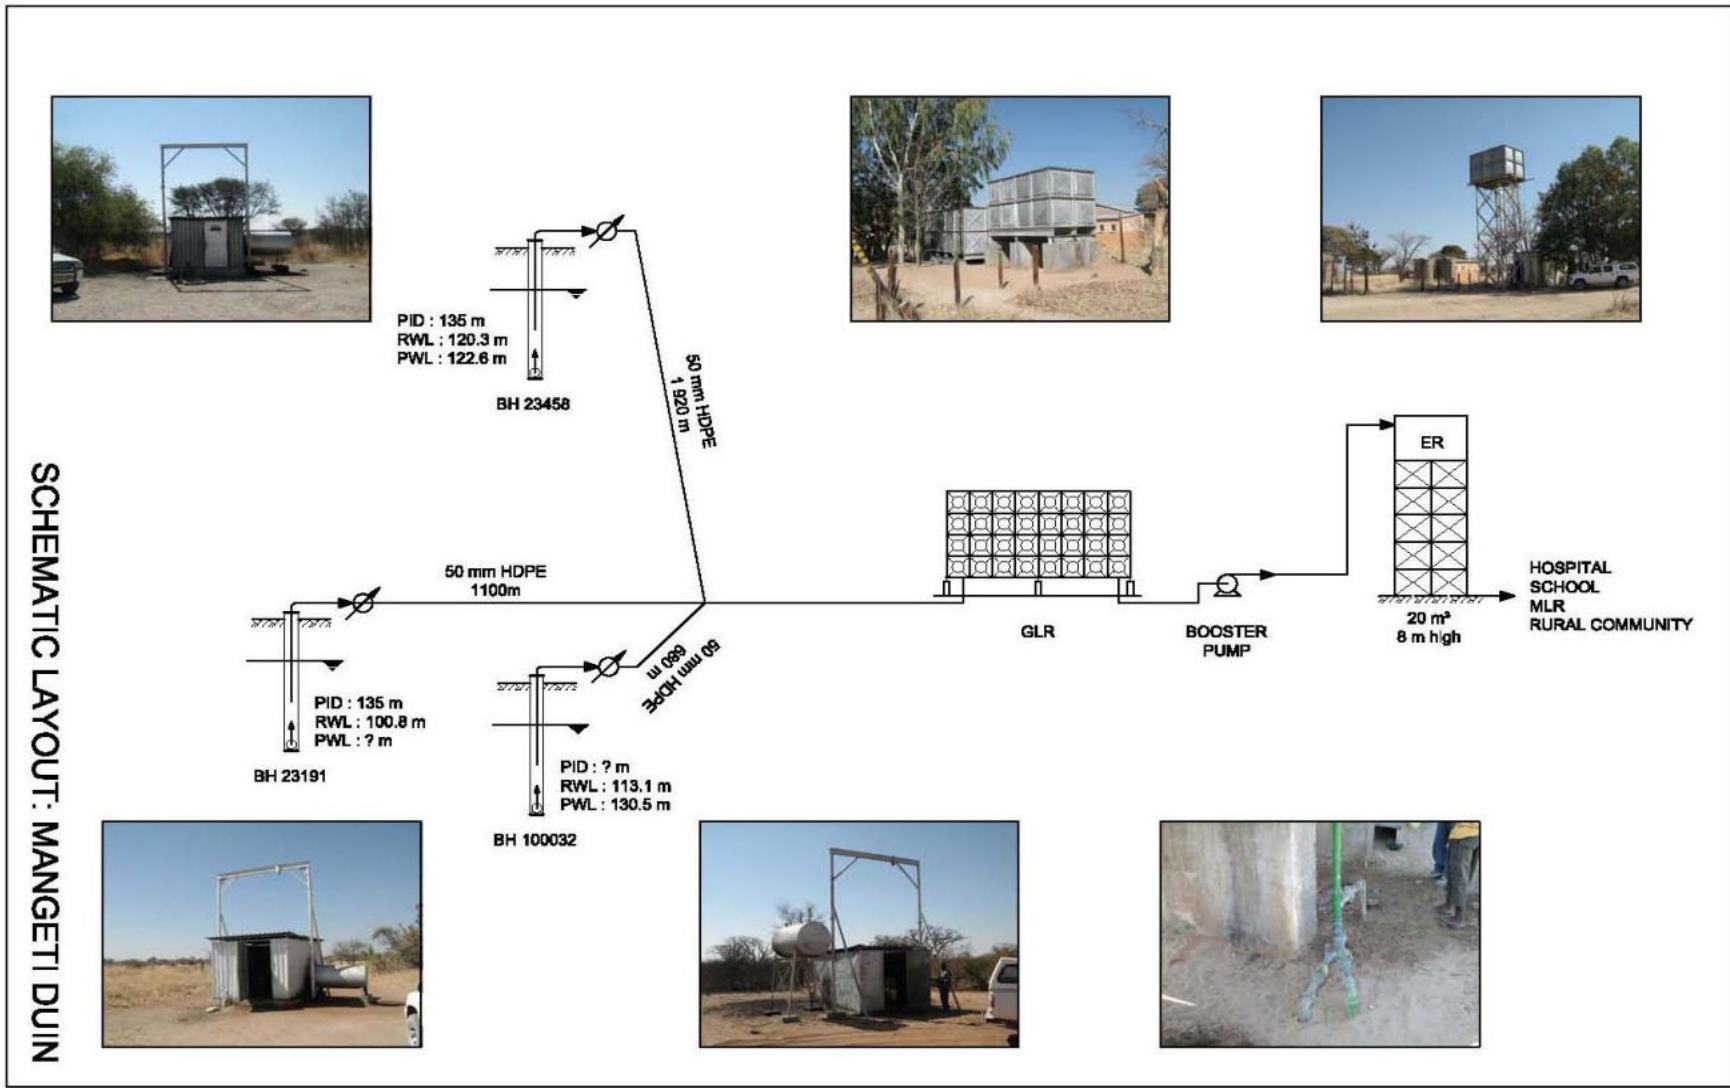 SCHEMATIC LAYOUT: MANGETI DUIN
PID : 135 m
RWL : 120.3 m
PWL : 122.6 m
BH 23458
50 mm HDPE
1 920 m
50 mm HDPE
1100m
PID : 135 m
RWL : 100.8 m
PWL : ? m
BH 23191
50 mm HDPE
680 m
PID : ? m
RWL : 113.1 m
PWL : 130.5 m
BH 100032
GLR
BOOSTER
PUMP
ER
20 m³
8 m high
HOSPITAL
SCHOOL
MLR
RURAL COMMUNITY